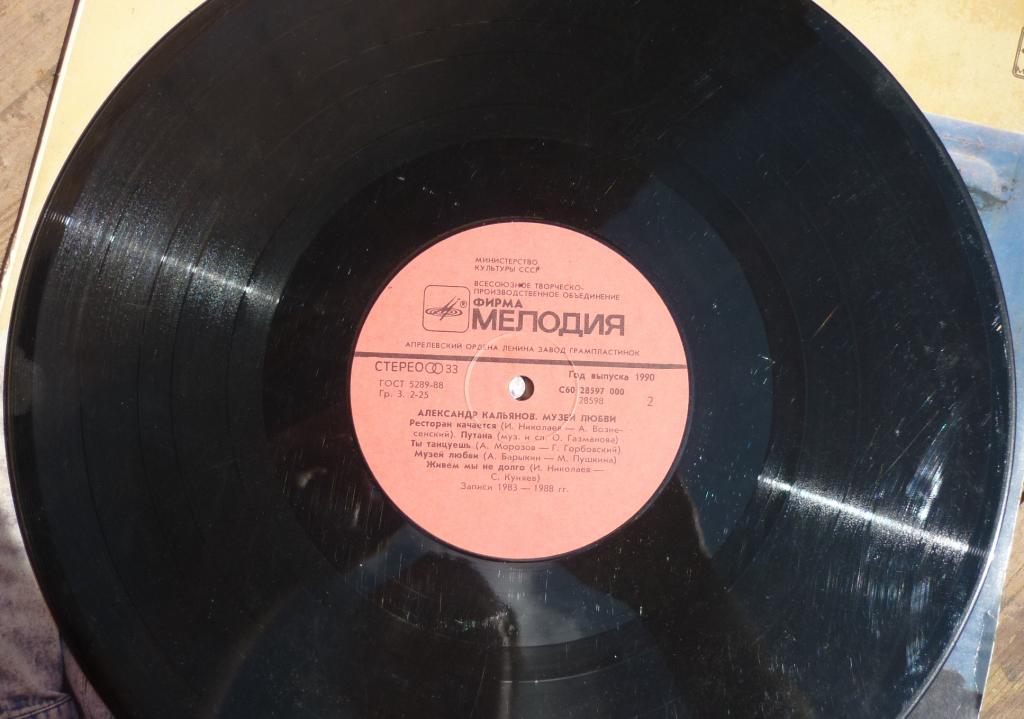 МИНИСТЕРСТВО
КУЛЬТУРЫ СССР
ВСЕСОЮЗНОЕ ТВОРЧЕСКО-
ПРОИЗВОДСТВЕННОЕ ОБЪЕДИНЕНИЕ
® ФИРМА
МЕЛОДИЯ
АПРЕЛЕВСКИЙ ОРДЕНА ЛЕНИНА ЗАВОД ГРАМПЛАСТИНОК
СТЕРЕО 33
Год выпуска 1990
ГОСТ 5289-88
С60 28597 000
Гр. 3. 2-25
28598
2
АЛЕКСАНДР КАЛЬЯНОВ. МУЗЕЙ ЛЮБВИ
Ресторан качается (И. Николаев — А. Возне-
сенский). Путана (муз. и сл. О. Газманова)
Ты танцуешь (А. Морозов — Г. Горбовский)
Музей любви (А. Барыкин — М. Пушкина)
Живем мы не долго (И. Николаев —
С. Куняев)
Записи 1983 — 1988 гг.